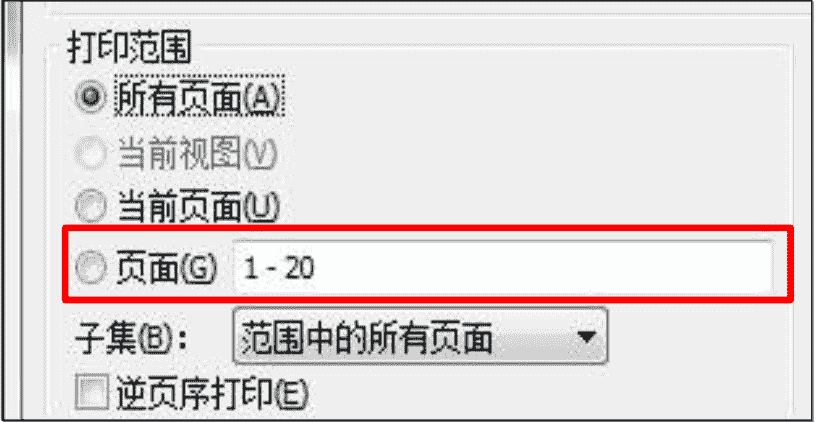 打印范围
所有页面(A)
当前视图(V)
当前页面(U)
页面(G) 1 - 20
子集(B): 范围中的所有页面
逆页序打印(E)